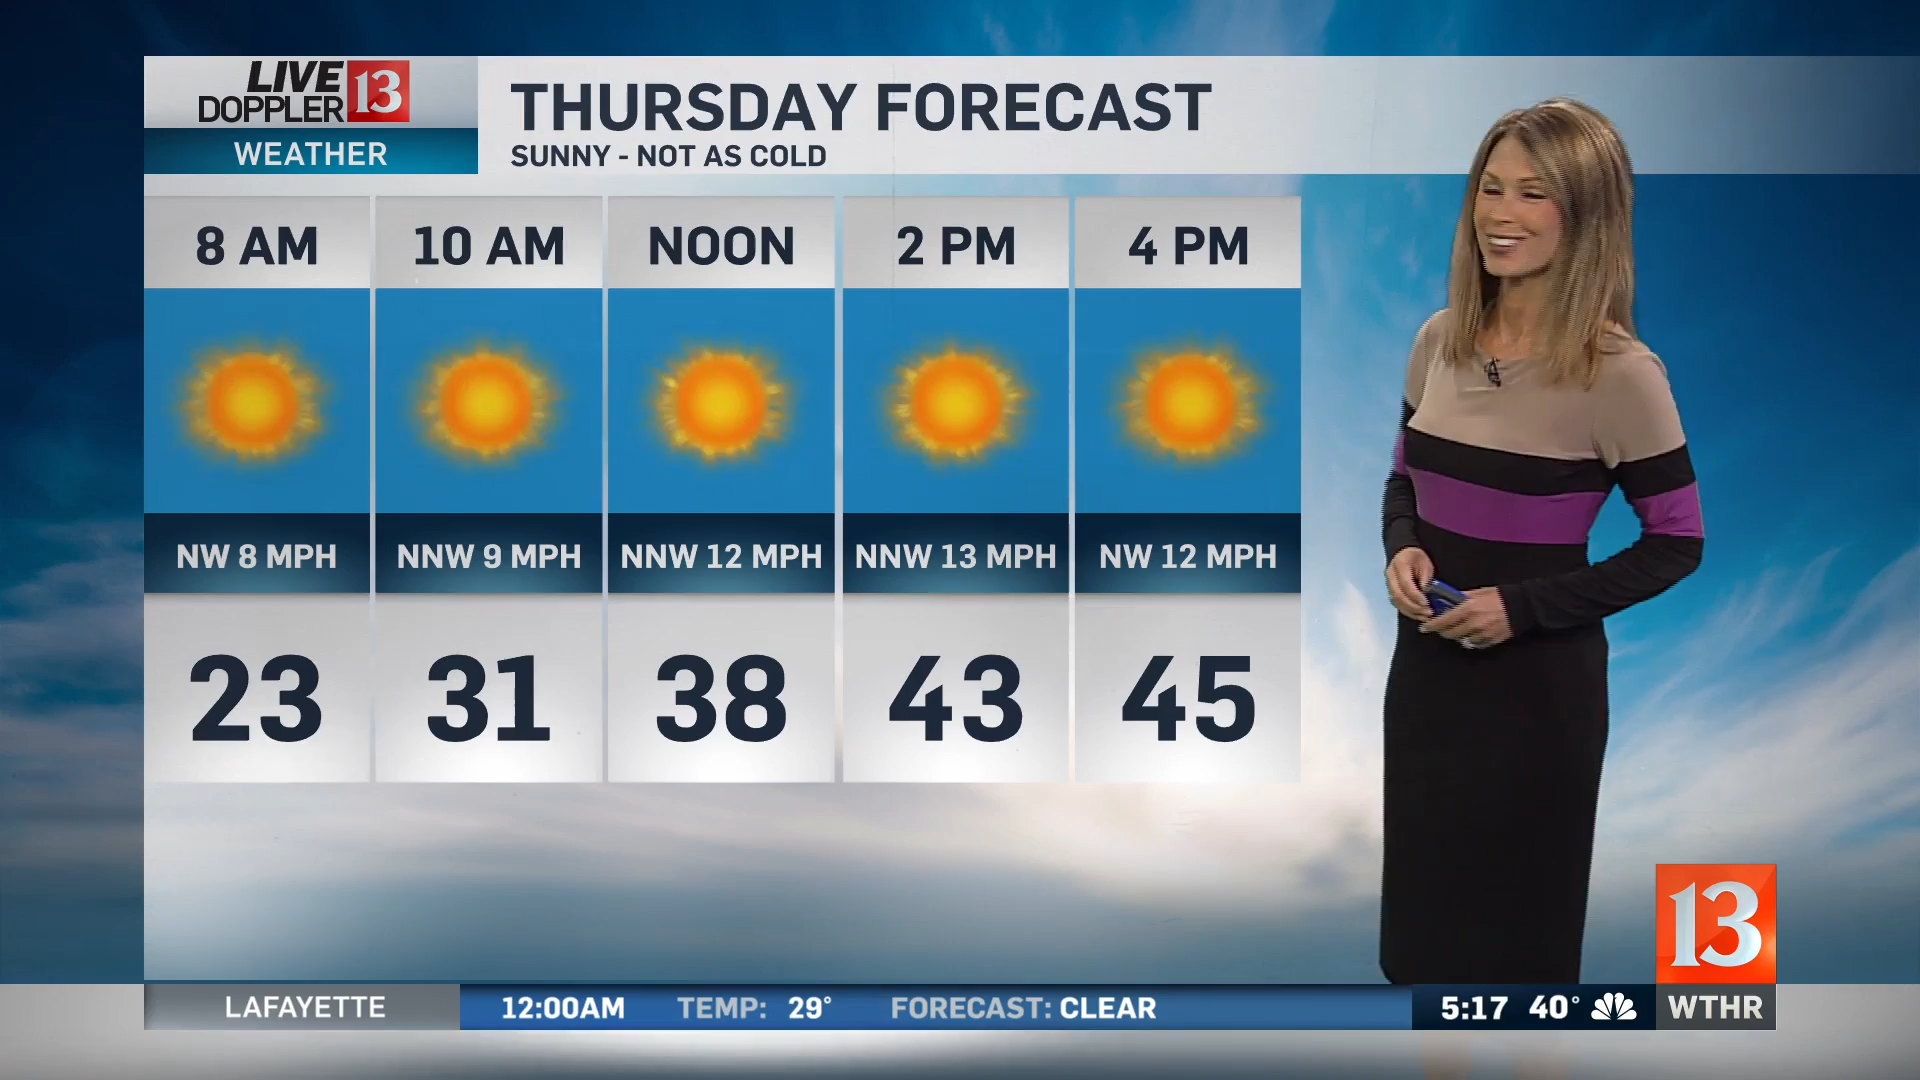 LIVE
DOPPLER 13
WEATHER
THURSDAY FORECAST
SUNNY - NOT AS COLD
8 AM 10 AM NOON 2 PM 4 PM
NW 8 MPH NNW 9 MPH NNW 12 MPH NNW 13 MPH NW 12 MPH
23 31 38 43 45
13
LAFAYETTE 12:00AM TEMP: 29° FORECAST: CLEAR 5:17 40° WTHR